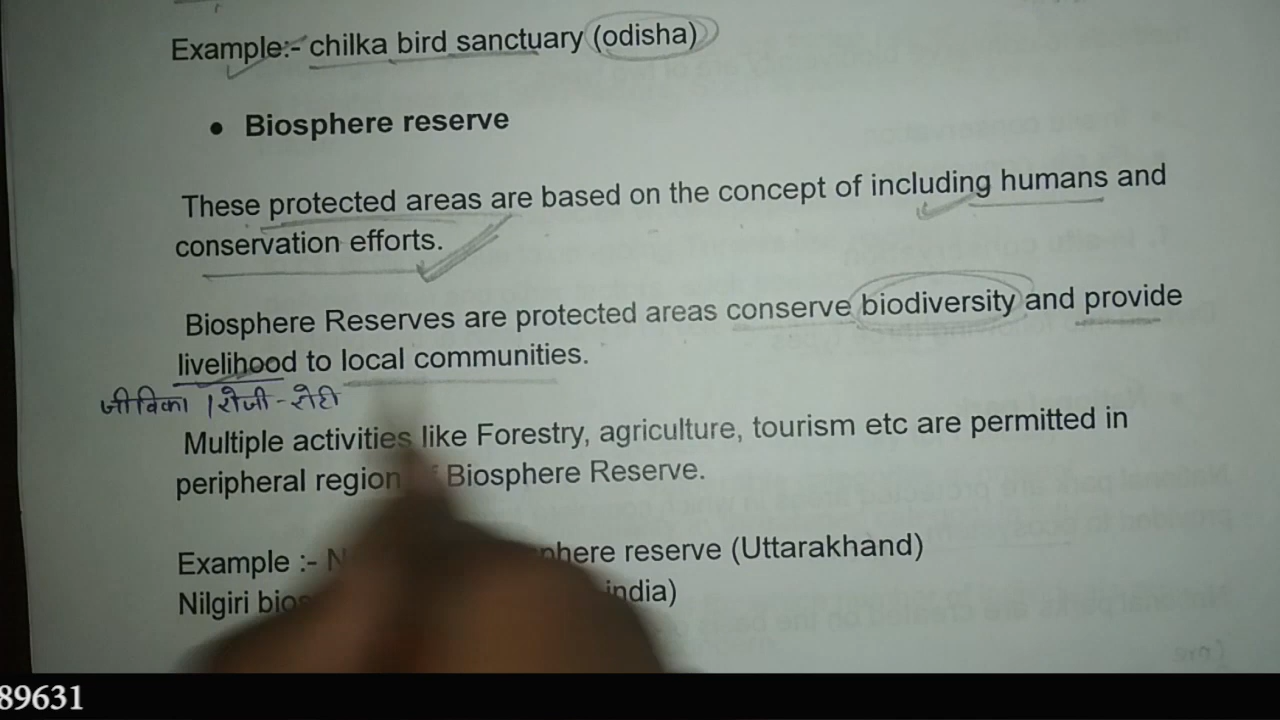 Example:- chilka bird sanctuary (odisha)
• Biosphere reserve
These protected areas are based on the concept of including humans and
conservation efforts.
Biosphere Reserves are protected areas conserve biodiversity and provide
livelihood to local communities.
जीविका / रोजी-रोटी
Multiple activities like Forestry, agriculture, tourism etc are permitted in
peripheral region Biosphere Reserve.
Example :- reserve (Uttarakhand)
Nilgiri india)
89631